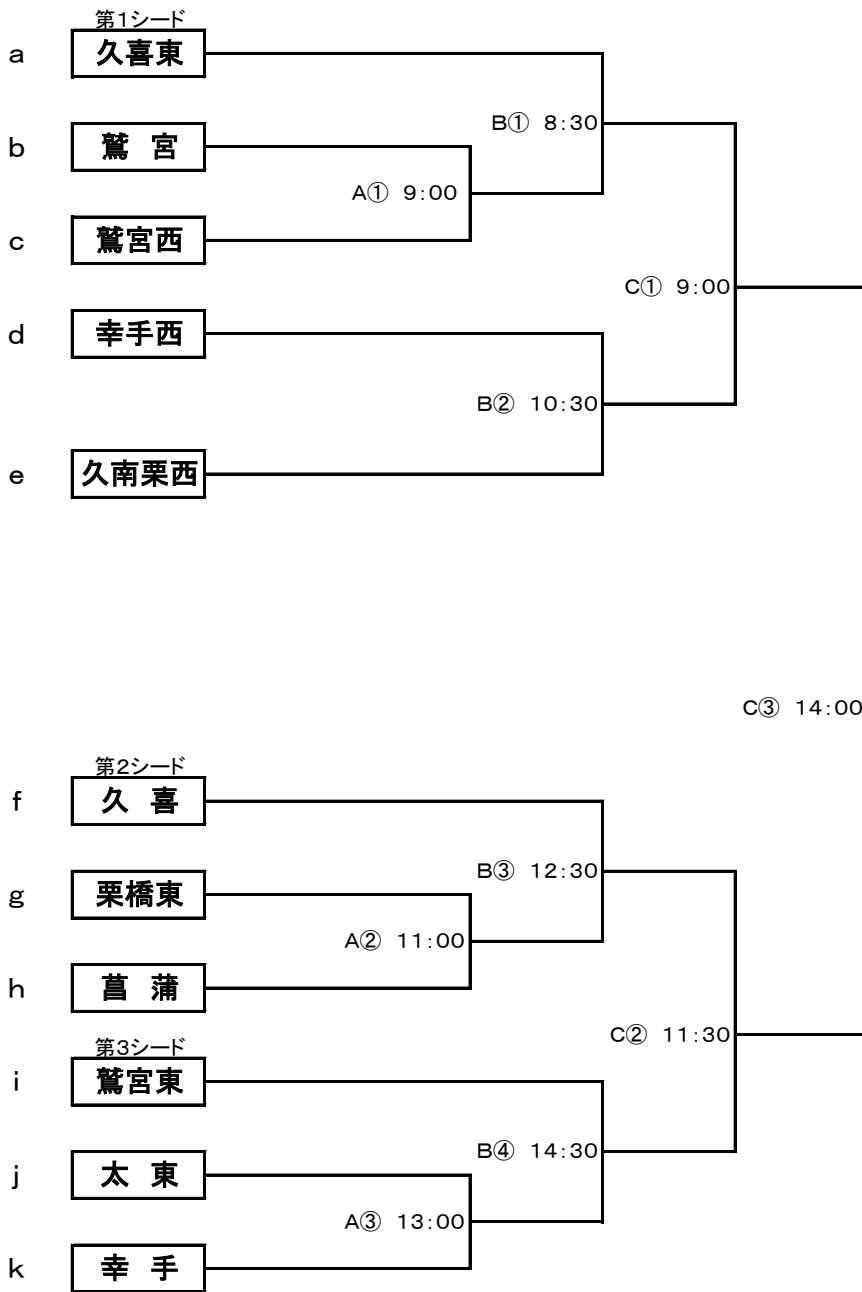 第1シード
a 久喜東
B① 8:30
b 鷲 宮
A① 9:00
c 鷲宮西
C① 9:00
d 幸手西
B② 10:30
e 久南栗西
C③ 14:00
第2シード
f 久 喜
B③ 12:30
g 栗橋東
A② 11:00
h 菖 蒲
C② 11:30
第3シード
i 鷲宮東
B④ 14:30
j 太 東
A③ 13:00
k 幸 手